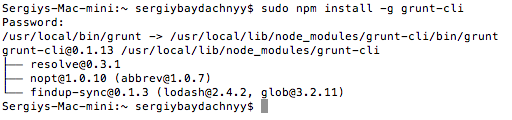 Sergiys-Mac-mini:~ sergiybaydachnyy$ sudo npm install -g grunt-cli
Password:
/usr/local/bin/grunt -> /usr/local/lib/node_modules/grunt-cli/bin/grunt
grunt-cli@0.1.13 /usr/local/lib/node_modules/grunt-cli
├── resolve@0.3.1
├── nopt@1.0.10 (abbrev@1.0.7)
└── findup-sync@0.1.3 (lodash@2.4.2, glob@3.2.11)
Sergiys-Mac-mini:~ sergiybaydachnyy$